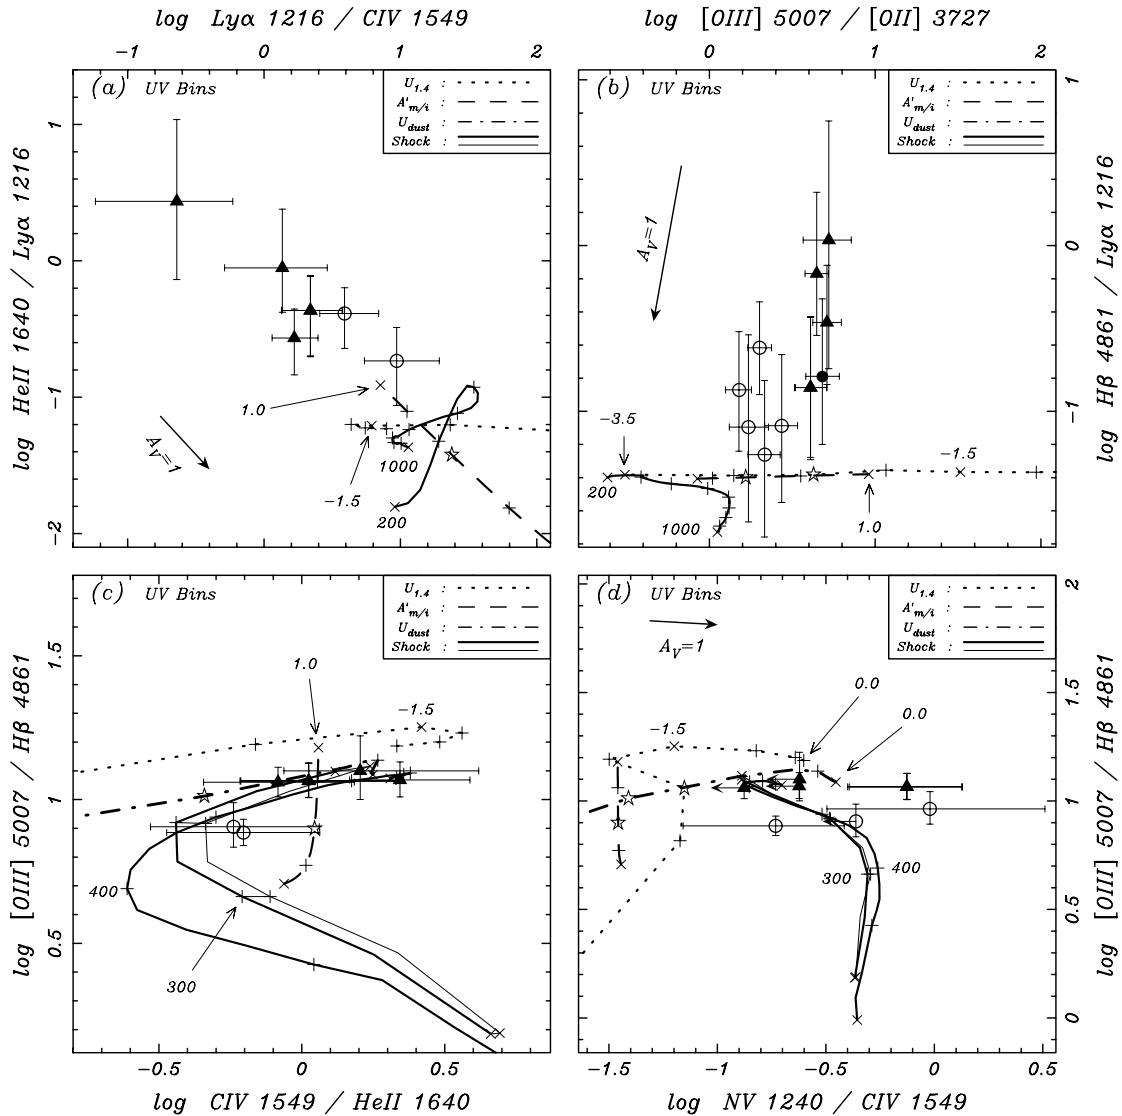 log Lyα 1216 / CIV 1549
log [OIII] 5007 / [OII] 3727
−1 0 1 2
0 1 2
(a) UV Bins
U1.4 :
A'm/i :
Udust :
Shock :
log HeII 1640 / Lyα 1216
1
0
−1
−2
1.0
AV=1
−1.5
1000
200
(b) UV Bins
U1.4 :
A'm/i :
Udust :
Shock :
log Hβ 4861 / Lyα 1216
1
0
−1
AV=1
−3.5
−1.5
200
1000
1.0
(c) UV Bins
U1.4 :
A'm/i :
Udust :
Shock :
log [OIII] 5007 / Hβ 4861
1.5
1
0.5
1.0
−1.5
400
300
−0.5 0 0.5
log CIV 1549 / HeII 1640
(d) UV Bins
U1.4 :
A'm/i :
Udust :
Shock :
log [OIII] 5007 / Hβ 4861
2
1.5
1
0.5
0
AV=1
0.0
0.0
−1.5
300
400
−1.5 −1 −0.5 0 0.5
log NV 1240 / CIV 1549